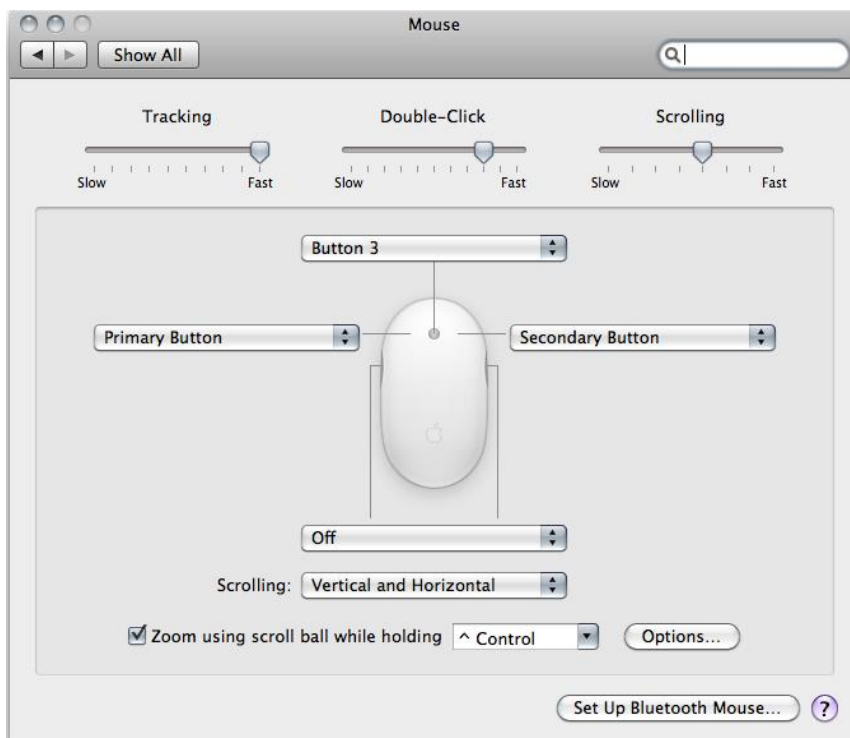 Mouse
Show All
Tracking Double-Click Scrolling
Slow Fast Slow Fast Slow Fast
Button 3
Primary Button Secondary Button
Off
Scrolling: Vertical and Horizontal
Zoom using scroll ball while holding ^ Control Options...
Set Up Bluetooth Mouse... ?